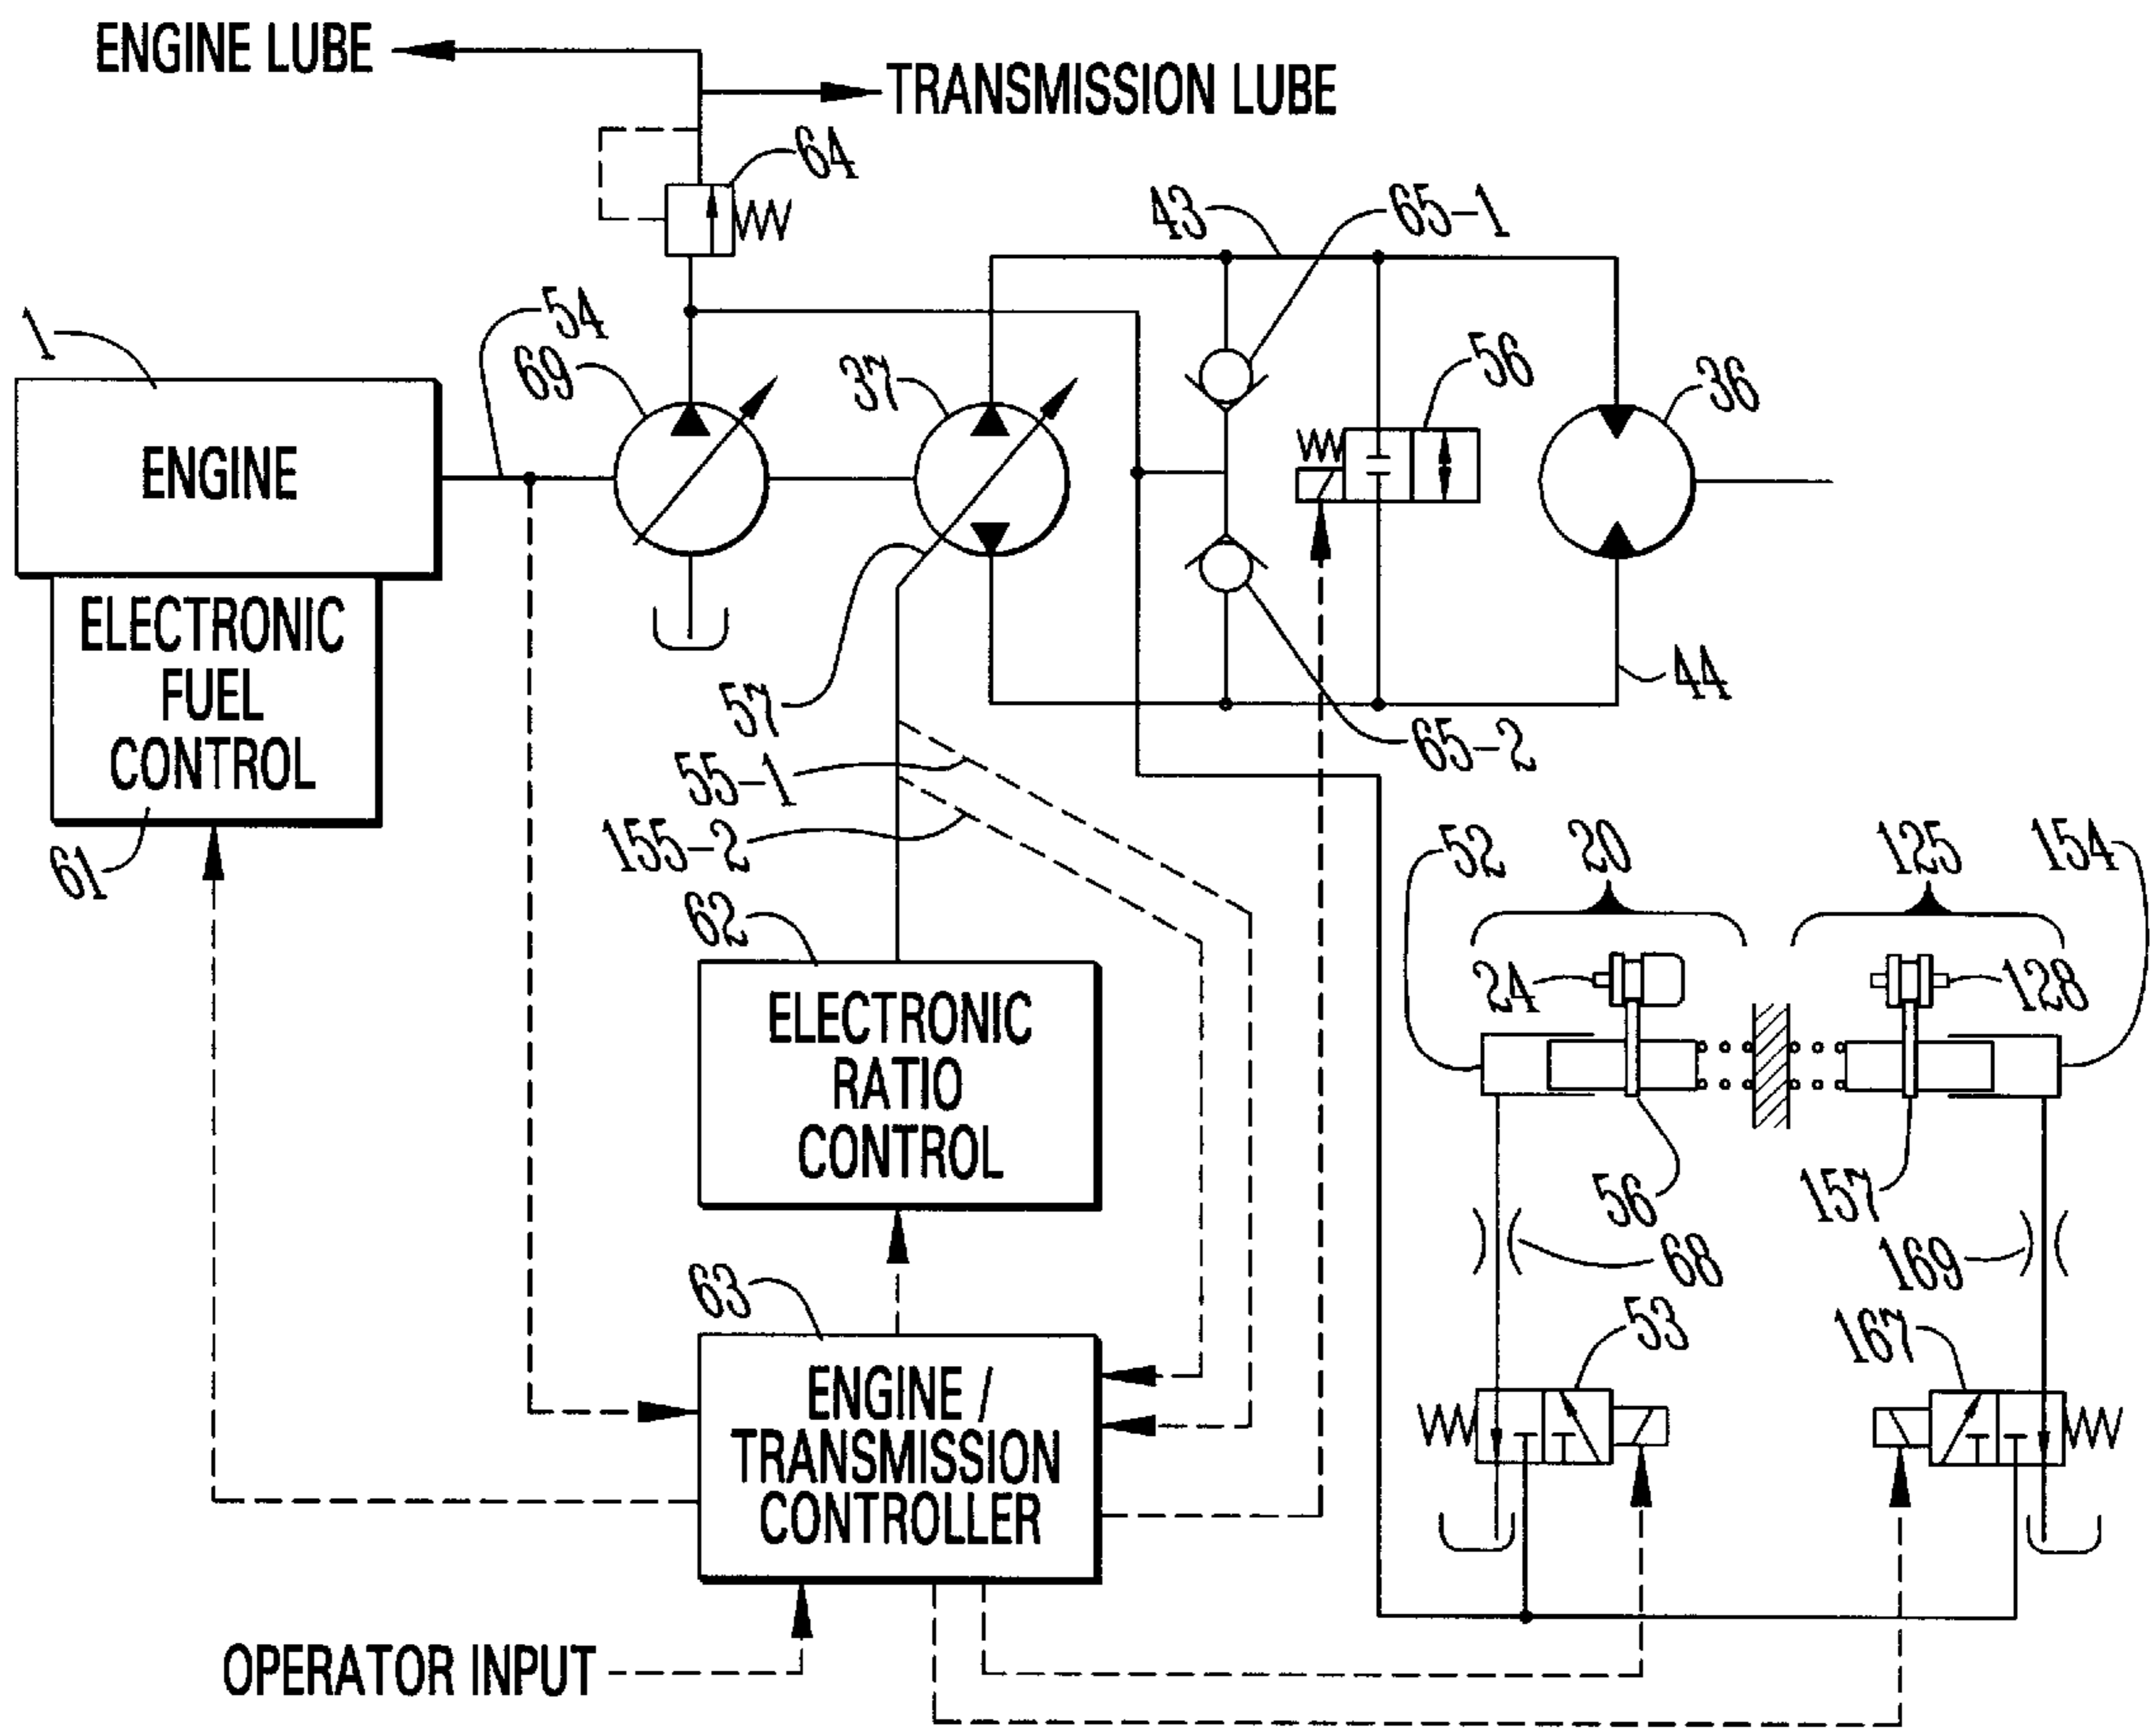 ENGINE LUBE
TRANSMISSION LUBE
64
43
65-1
1
54
69
37
56
36
ENGINE
ELECTRONIC
FUEL
CONTROL
61
57
44
65-2
55-1
155-2
52
20
125
154
62
24
128
ELECTRONIC
RATIO
CONTROL
56
157
68
169
63
53
167
ENGINE /
TRANSMISSION
CONTROLLER
OPERATOR INPUT